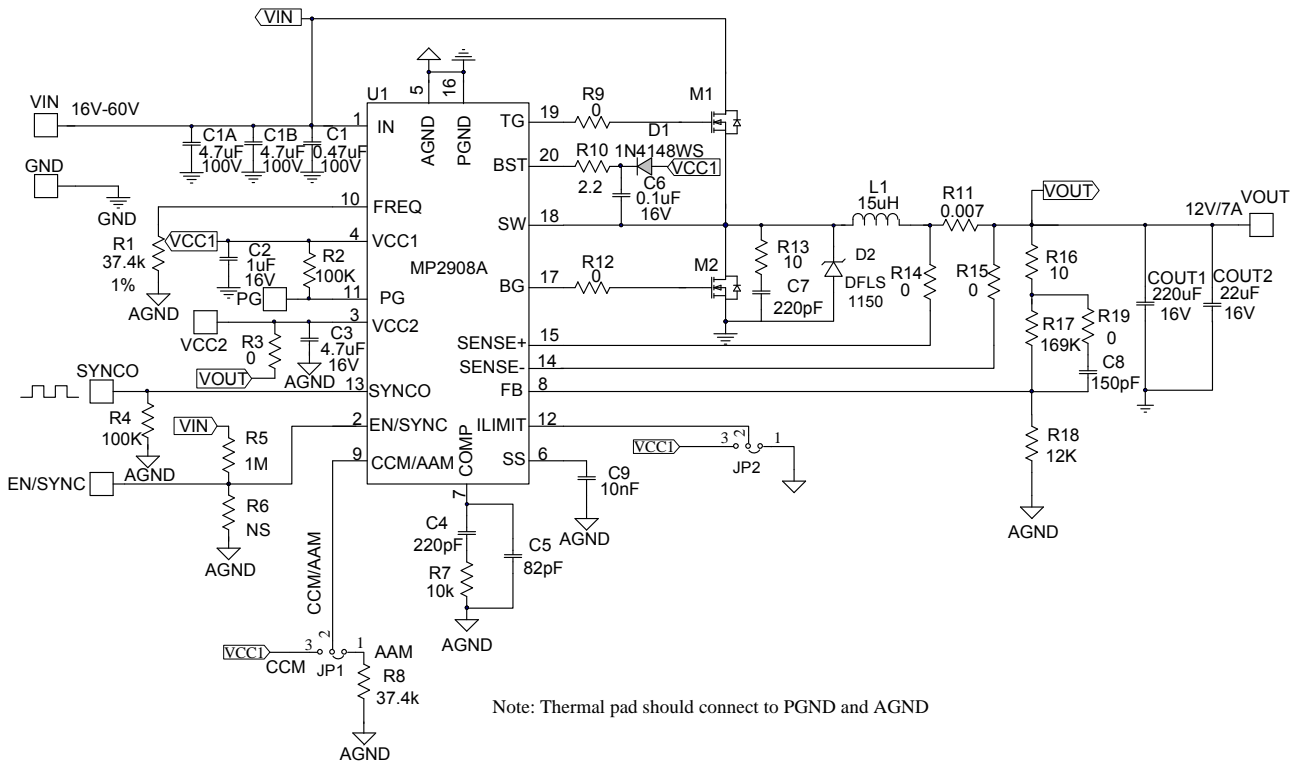 VIN
VIN 16V-60V
GND
GND
C1A
4.7uF
100V
C1B
4.7uF
100V
C1
0.47uF
100V
U1
MP2908A
1 IN
5 AGND
16 PGND
10 FREQ
4 VCC1
11 PG
3 VCC2
13 SYNCO
2 EN/SYNC
9 CCM/AAM
7 COMP
TG 19
BST 20
SW 18
BG 17
SENSE+ 15
SENSE- 14
FB 8
ILIMIT 12
SS 6
R1
37.4k
1%
AGND
VCC1
C2
1uF
16V
R2
100K
PG
VCC2
R3
0
VOUT
C3
4.7uF
16V
AGND
SYNCO
R4
100K
AGND
VIN
R5
1M
EN/SYNC
R6
NS
AGND
CCM/AAM
VCC1
3 2 1
CCM
JP1
AAM
R8
37.4k
AGND
C4
220pF
R7
10k
C5
82pF
AGND
R9
0
M1
D1
1N4148WS
VCC1
R10
2.2
C6
0.1uF
16V
R12
0
M2
R13
10
C7
220pF
D2
DFLS
1150
L1
15uH
R11
0.007
R14
0
R15
0
VOUT
VOUT
12V/7A
R16
10
R17
169K
R19
0
C8
150pF
R18
12K
AGND
COUT1
220uF
16V
COUT2
22uF
16V
VCC1
3 2 1
JP2
C9
10nF
AGND
Note: Thermal pad should connect to PGND and AGND